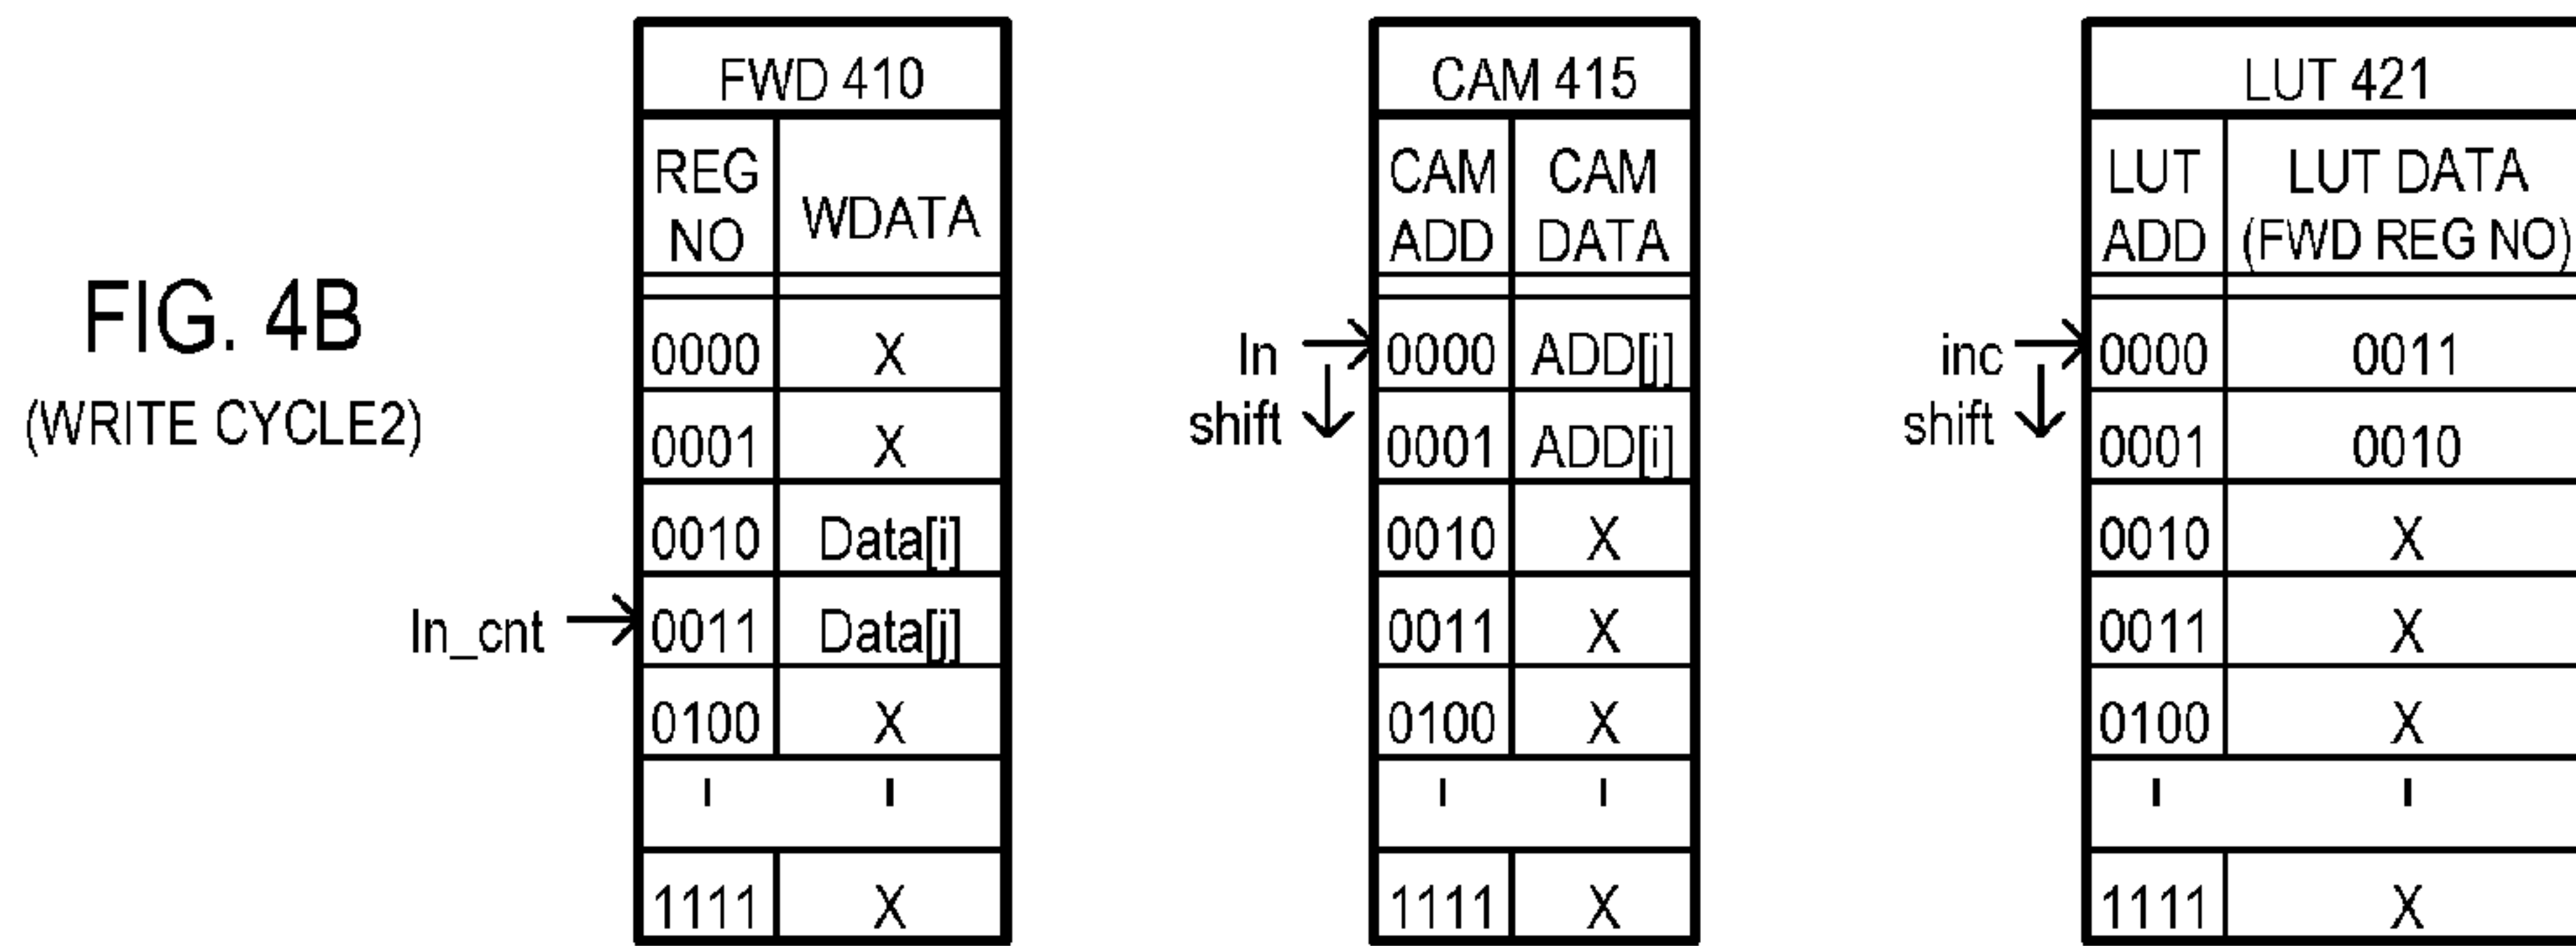 FIG. 4B
(WRITE CYCLE2)
FWD 410
REG NO WDATA
0000 X
0001 X
0010 Data[i]
In_cnt 0011 Data[j]
0100 X
1111 X
CAM 415
CAM ADD CAM DATA
In 0000 ADD[j]
shift 0001 ADD[i]
0010 X
0011 X
0100 X
1111 X
LUT 421
LUT ADD LUT DATA (FWD REG NO)
inc 0000 0011
shift 0001 0010
0010 X
0011 X
0100 X
1111 X